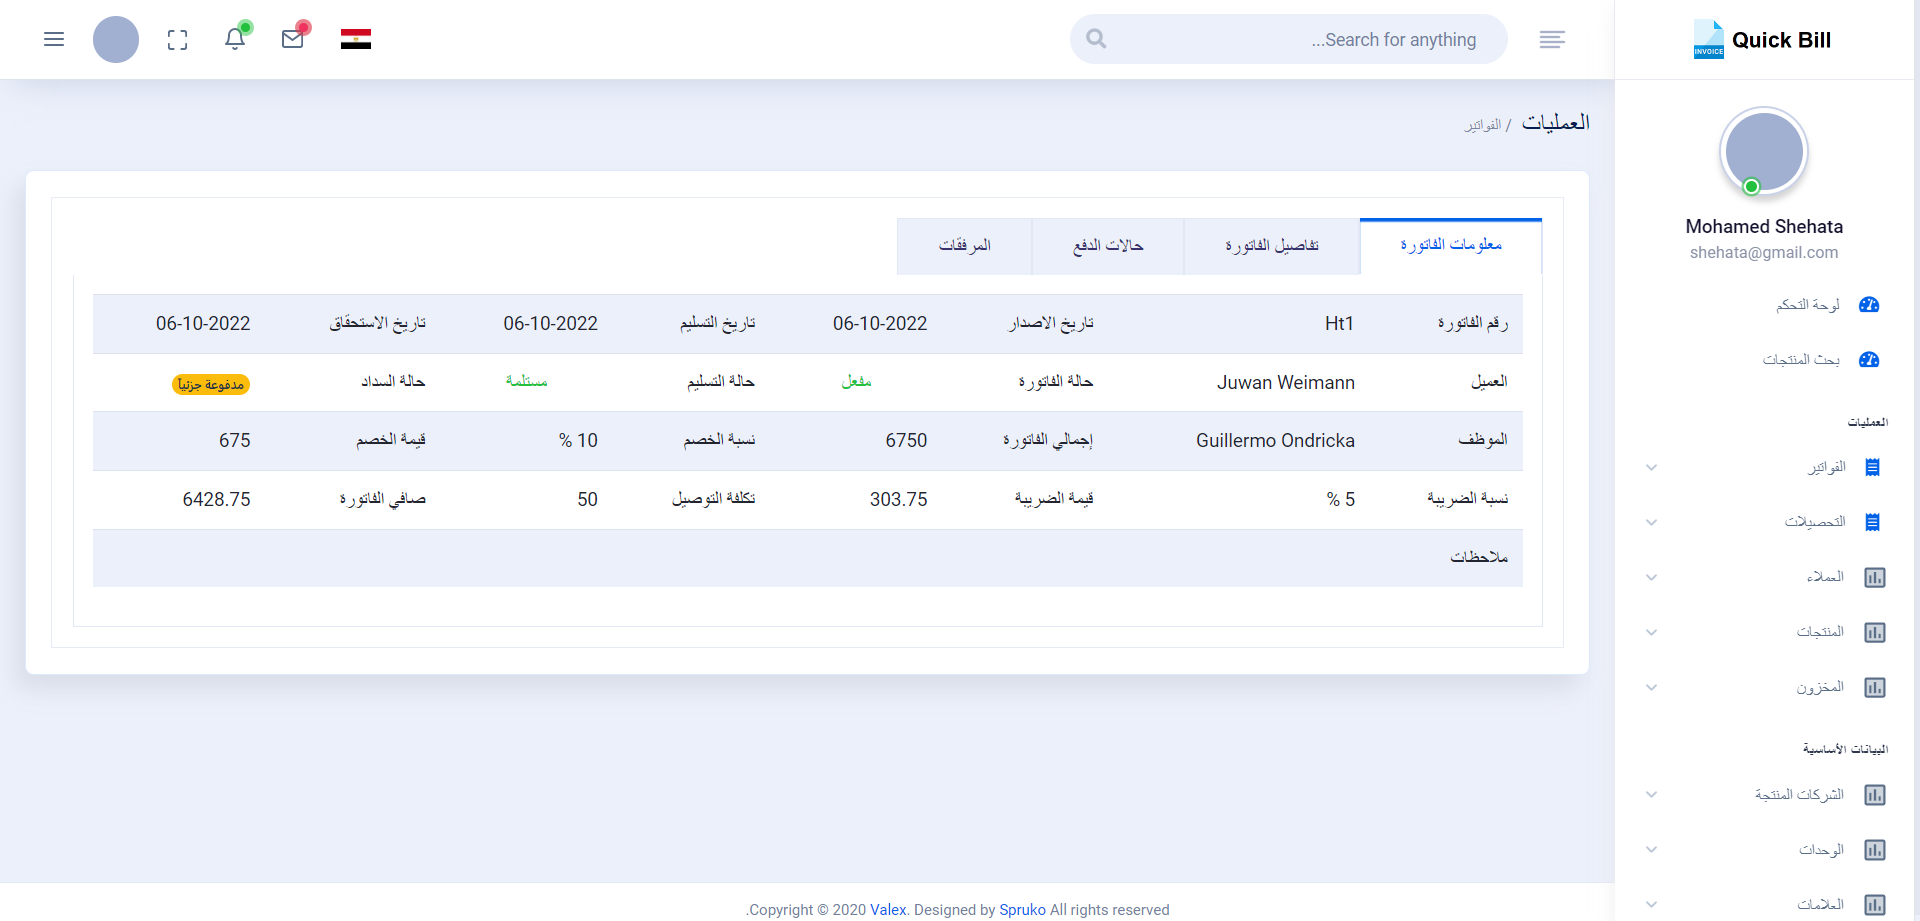 INVOICE
Quick Bill
Search for anything...
Mohamed Shehata
shehata@gmail.com
لوحة التحكم
بحث المنتجات
العمليات
الفواتير
التحصيلات
العملاء
المنتجات
المخزون
البيانات الأساسية
الشركات المنتجة
الوحدات
العلامات
العمليات / الفواتير
معلومات الفاتورة تفاصيل الفاتورة حالات الدفع المرفقات
رقم الفاتورة Ht1 تاريخ الاصدار 06-10-2022 تاريخ التسليم 06-10-2022 تاريخ الاستحقاق 06-10-2022
العميل Juwan Weimann حالة الفاتورة مفعل حالة التسليم مستلمة حالة السداد مدفوعة جزئياً
الموظف Guillermo Ondricka إجمالي الفاتورة 6750 نسبة الخصم 10 % قيمة الخصم 675
نسبة الضريبة 5 % قيمة الضريبة 303.75 تكلفة التوصيل 50 صافي الفاتورة 6428.75
ملاحظات
.Copyright © 2020 Valex. Designed by Spruko All rights reserved